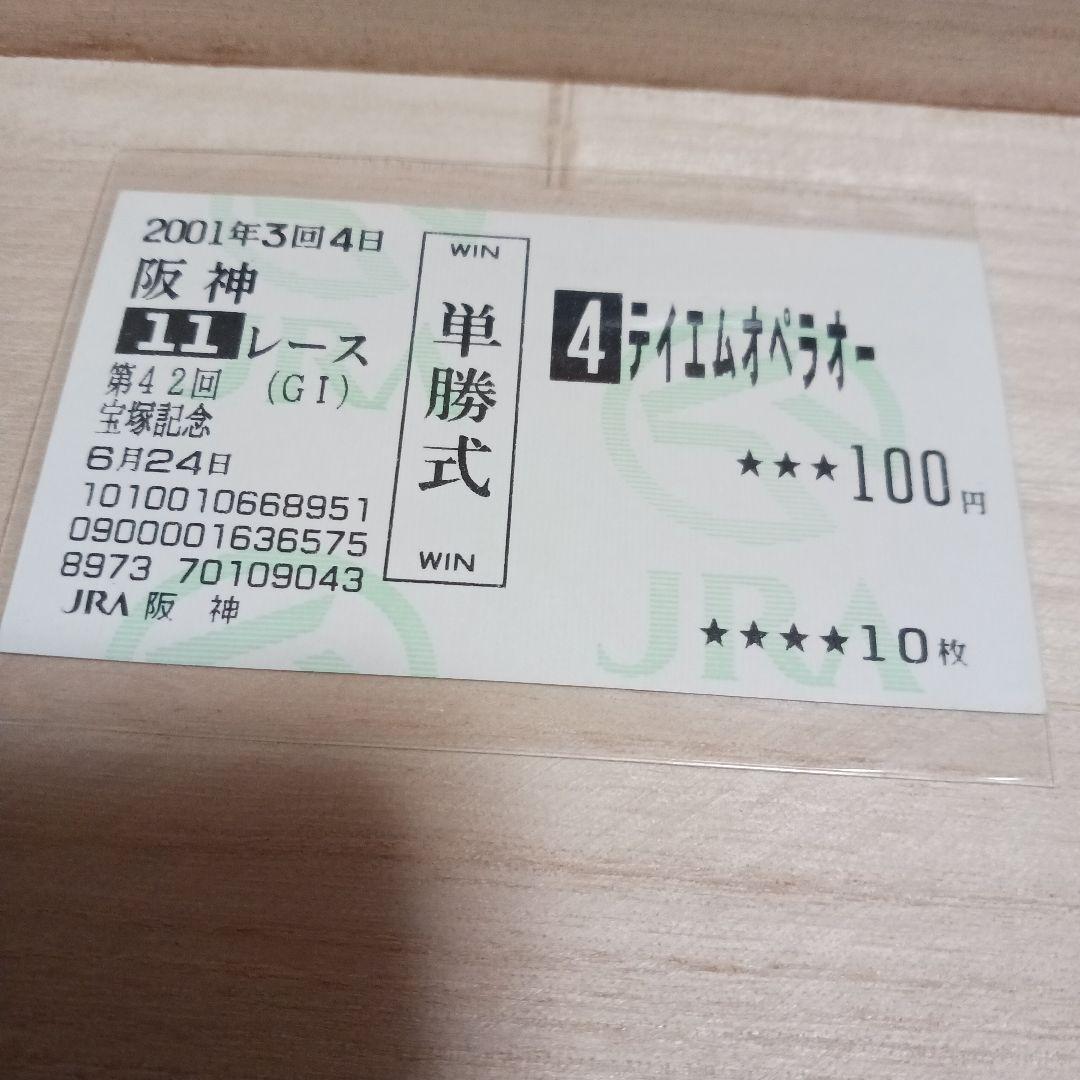 2001年3回4日
阪神
11レース
第42回 (GI)
宝塚記念
6月24日
1010010668951
0900001636575
8973 70109043
JRA 阪 神
WIN
単勝式
WIN
4 テイエムオペラオー
★★★100円
★★★★10枚
JRA